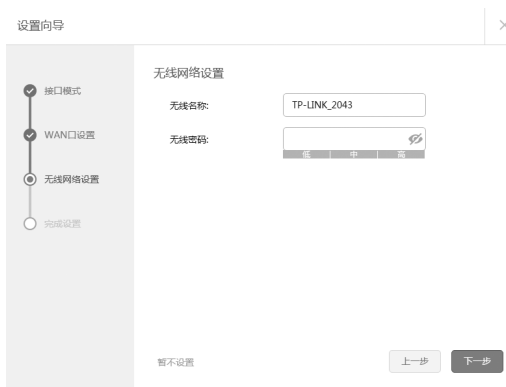 设置向导
接口模式
WAN口设置
无线网络设置
完成设置
无线网络设置
无线名称: TP-LINK_2043
无线密码:
低 中 高
暂不设置 上一步 下一步